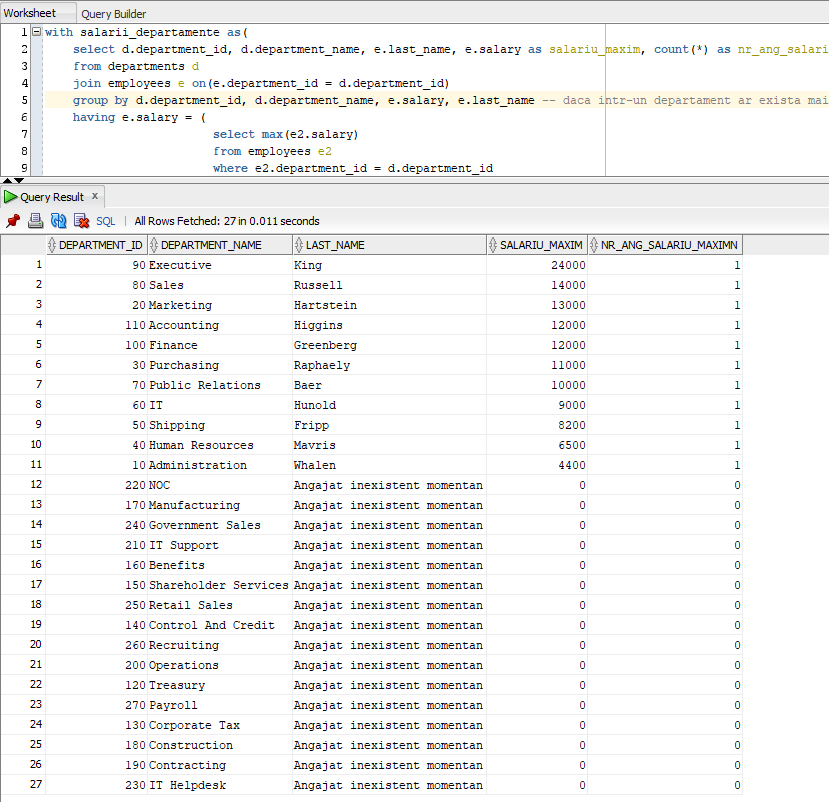 Worksheet Query Builder
1 with salarii_departamente as(
2 select d.department_id, d.department_name, e.last_name, e.salary as salariu_maxim, count(*) as nr_ang_salari
3 from departments d
4 join employees e on(e.department_id = d.department_id)
5 group by d.department_id, d.department_name, e.salary, e.last_name -- daca intr-un departament ar exista mai
6 having e.salary = (
7 select max(e2.salary)
8 from employees e2
9 where e2.department_id = d.department_id
Query Result x
SQL | All Rows Fetched: 27 in 0.011 seconds
DEPARTMENT_ID DEPARTMENT_NAME LAST_NAME SALARIU_MAXIM NR_ANG_SALARIU_MAXIMN
1 90 Executive King 24000 1
2 80 Sales Russell 14000 1
3 20 Marketing Hartstein 13000 1
4 110 Accounting Higgins 12000 1
5 100 Finance Greenberg 12000 1
6 30 Purchasing Raphaely 11000 1
7 70 Public Relations Baer 10000 1
8 60 IT Hunold 9000 1
9 50 Shipping Fripp 8200 1
10 40 Human Resources Mavris 6500 1
11 10 Administration Whalen 4400 1
12 220 NOC Angajat inexistent momentan 0 0
13 170 Manufacturing Angajat inexistent momentan 0 0
14 240 Government Sales Angajat inexistent momentan 0 0
15 210 IT Support Angajat inexistent momentan 0 0
16 160 Benefits Angajat inexistent momentan 0 0
17 150 Shareholder Services Angajat inexistent momentan 0 0
18 250 Retail Sales Angajat inexistent momentan 0 0
19 140 Control And Credit Angajat inexistent momentan 0 0
20 260 Recruiting Angajat inexistent momentan 0 0
21 200 Operations Angajat inexistent momentan 0 0
22 120 Treasury Angajat inexistent momentan 0 0
23 270 Payroll Angajat inexistent momentan 0 0
24 130 Corporate Tax Angajat inexistent momentan 0 0
25 180 Construction Angajat inexistent momentan 0 0
26 190 Contracting Angajat inexistent momentan 0 0
27 230 IT Helpdesk Angajat inexistent momentan 0 0